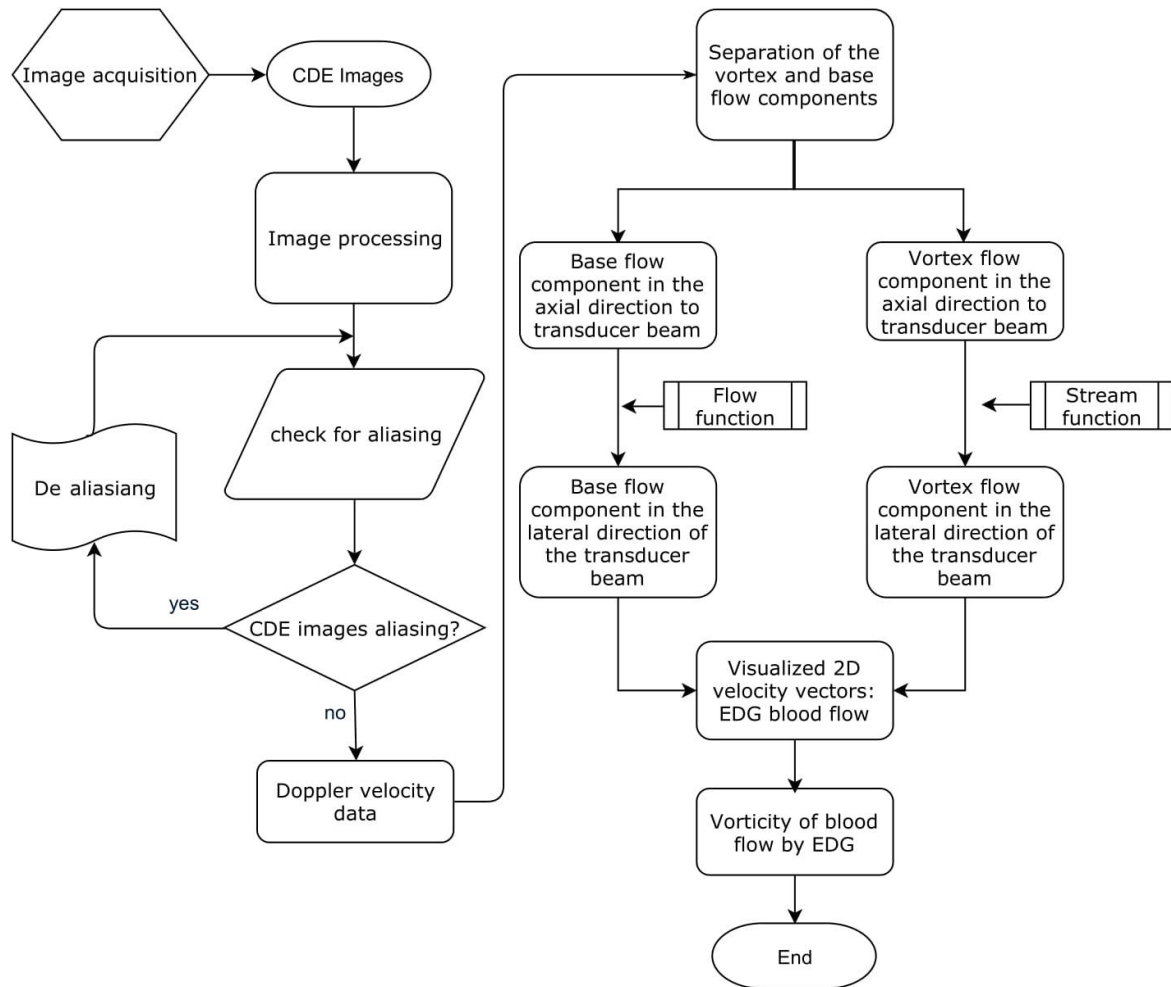 Image acquisition
CDE Images
Image processing
check for aliasing
De aliasiang
CDE images aliasing?
yes
no
Doppler velocity
data
Separation of the
vortex and base
flow components
Base flow
component in the
axial direction to
transducer beam
Vortex flow
component in the
axial direction to
transducer beam
Flow
function
Stream
function
Base flow
component in the
lateral direction of
the transducer
beam
Vortex flow
component in the
lateral direction of
the transducer
beam
Visualized 2D
velocity vectors:
EDG blood flow
Vorticity of blood
flow by EDG
End